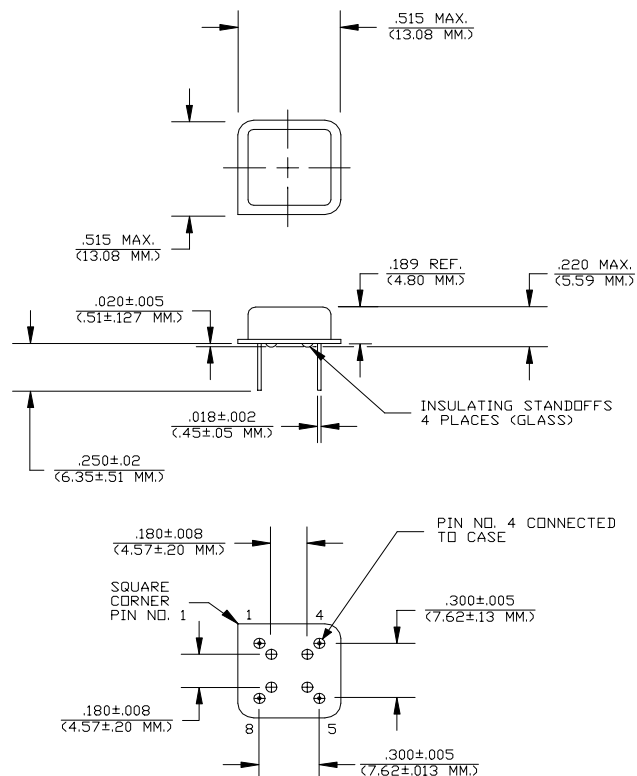 .515 MAX.
(13.08 MM.)
.515 MAX.
(13.08 MM.)
.189 REF.
(4.80 MM.)
.220 MAX.
(5.59 MM.)
.020±.005
(.51±.127 MM.)
INSULATING STANDOFFS
4 PLACES (GLASS)
.018±.002
(.45±.05 MM.)
.250±.02
(6.35±.51 MM.)
.180±.008
(4.57±.20 MM.)
PIN NO. 4 CONNECTED
TO CASE
SQUARE
CORNER
PIN NO. 1
1 4
.300±.005
(7.62±.13 MM.)
.180±.008
(4.57±.20 MM.)
8 5
.300±.005
(7.62±.013 MM.)